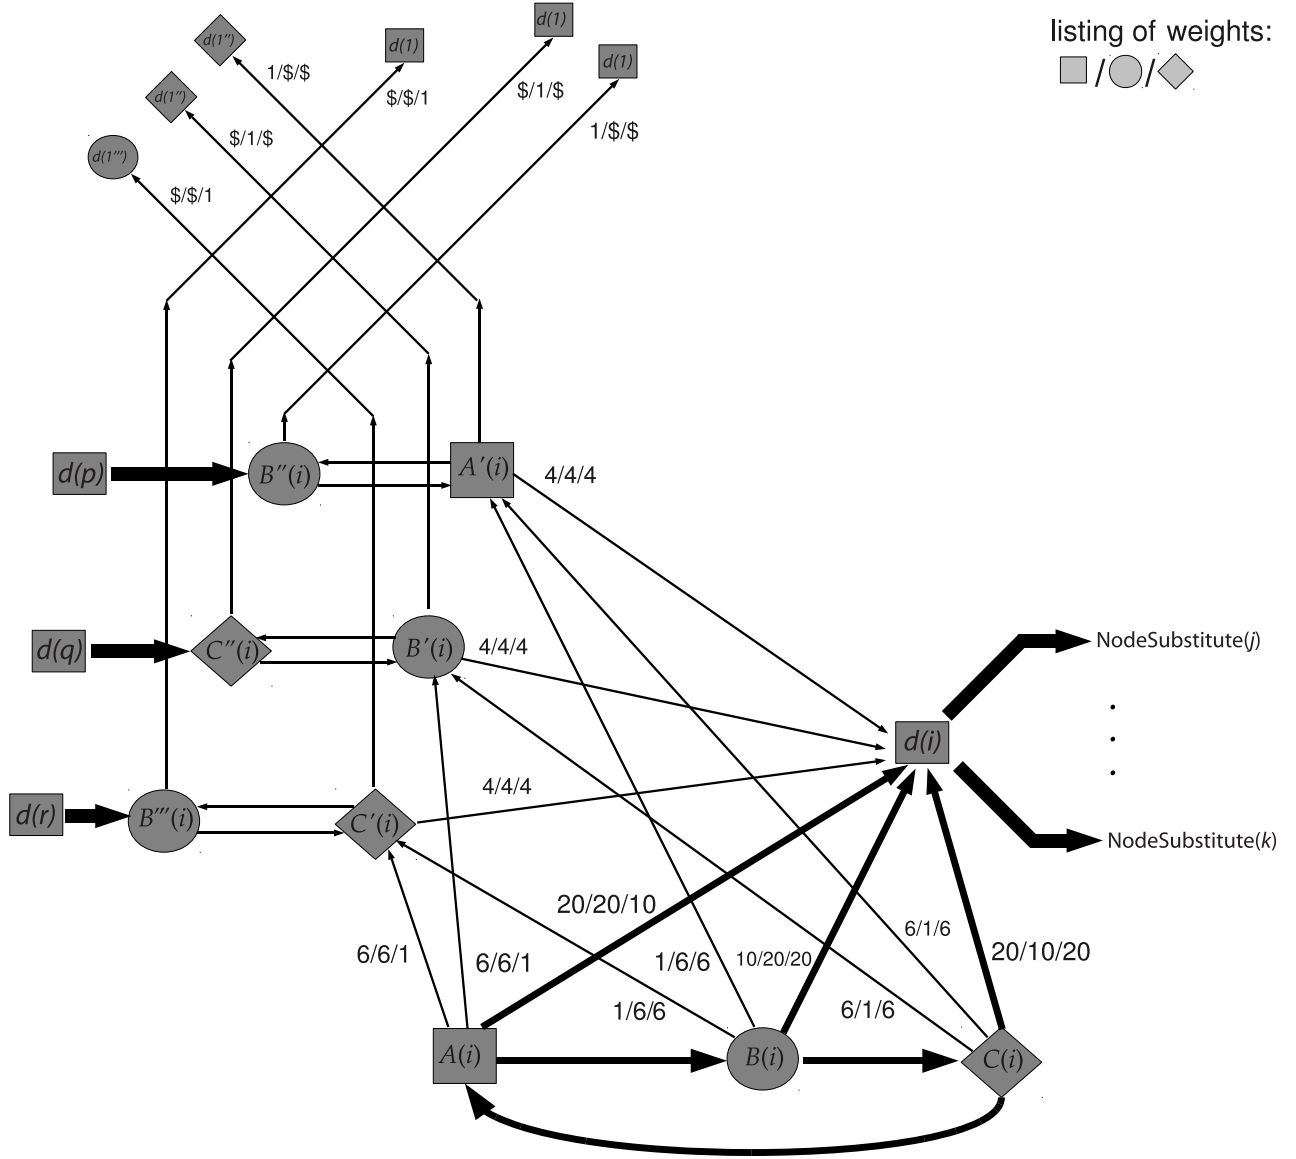 listing of weights:
/ /
d(1'')
d(1)
d(1)
d(1)
1/$/$
$/$/1
$/1/$
d(1'')
$/1/$
1/$/$
d(1''')
$/$/1
d(p)
B''(i)
A'(i)
4/4/4
d(q)
C''(i)
B'(i)
4/4/4
NodeSubstitute(j)
d(i)
.
.
.
4/4/4
d(r)
B'''(i)
C'(i)
NodeSubstitute(k)
20/20/10
6/1/6
6/6/1
6/6/1
1/6/6
10/20/20
20/10/20
1/6/6
6/1/6
A(i)
B(i)
C(i)